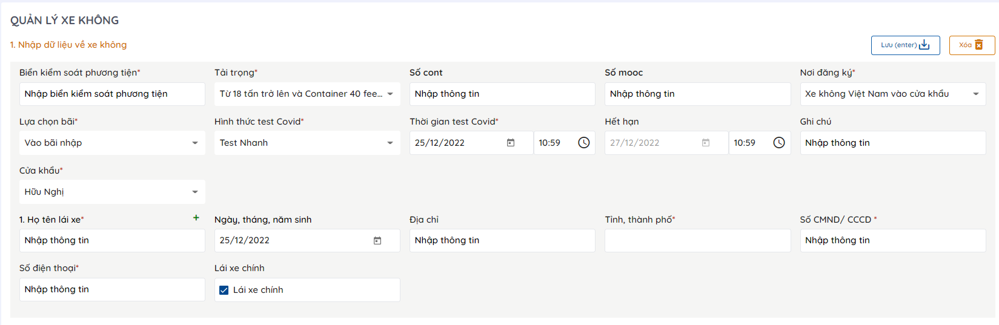 QUẢN LÝ XE KHÔNG
1. Nhập dữ liệu về xe không
Lưu (enter) Xóa
Biển kiểm soát phương tiện* Tải trọng* Số cont Số mooc Nơi đăng ký*
Nhập biển kiểm soát phương tiện Từ 18 tấn trở lên và Container 40 fee... Nhập thông tin Nhập thông tin Xe không Việt Nam vào cửa khẩu
Lựa chọn bãi* Hình thức test Covid* Thời gian test Covid* Hết hạn Ghi chú
Vào bãi nhập Test Nhanh 25/12/2022 10:59 27/12/2022 10:59 Nhập thông tin
Cửa khẩu*
Hữu Nghị
1. Họ tên lái xe* + Ngày, tháng, năm sinh Địa chỉ Tỉnh, thành phố* Số CMND/ CCCD *
Nhập thông tin 25/12/2022 Nhập thông tin Nhập thông tin
Số điện thoại* Lái xe chính
Nhập thông tin Lái xe chính